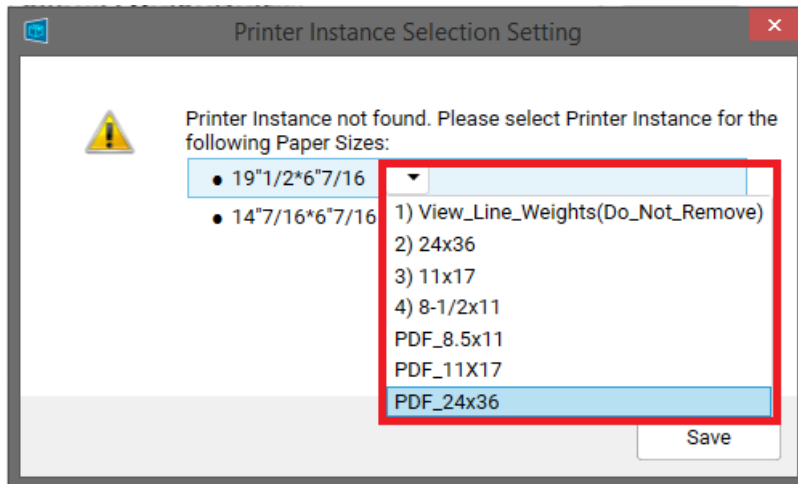 Printer Instance Selection Setting
Printer Instance not found. Please select Printer Instance for the
following Paper Sizes:
● 19"1/2*6"7/16
● 14"7/16*6"7/16
1) View_Line_Weights(Do_Not_Remove)
2) 24x36
3) 11x17
4) 8-1/2x11
PDF_8.5x11
PDF_11X17
PDF_24x36
Save